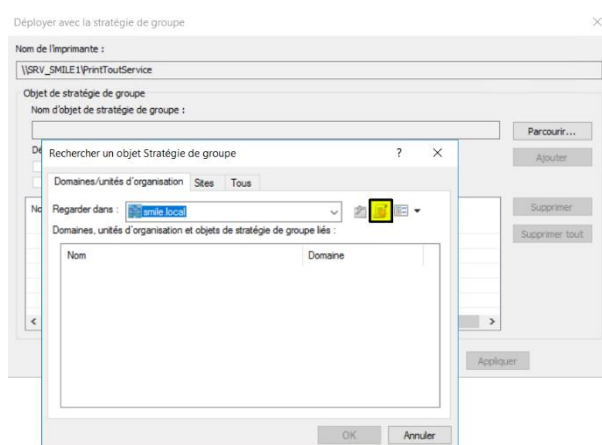 Déployer avec la stratégie de groupe
Nom de l'imprimante :
\\SRV_SMILE1\PrintToutService
Objet de stratégie de groupe
Nom d'objet de stratégie de groupe :
Parcourir...
Ajouter
Supprimer
Supprimer tout
Appliquer
Rechercher un objet Stratégie de groupe
?
Domaines/unités d'organisation Sites Tous
Regarder dans : smile.local
Domaines, unités d'organisation et objets de stratégie de groupe liés :
Nom Domaine
OK Annuler